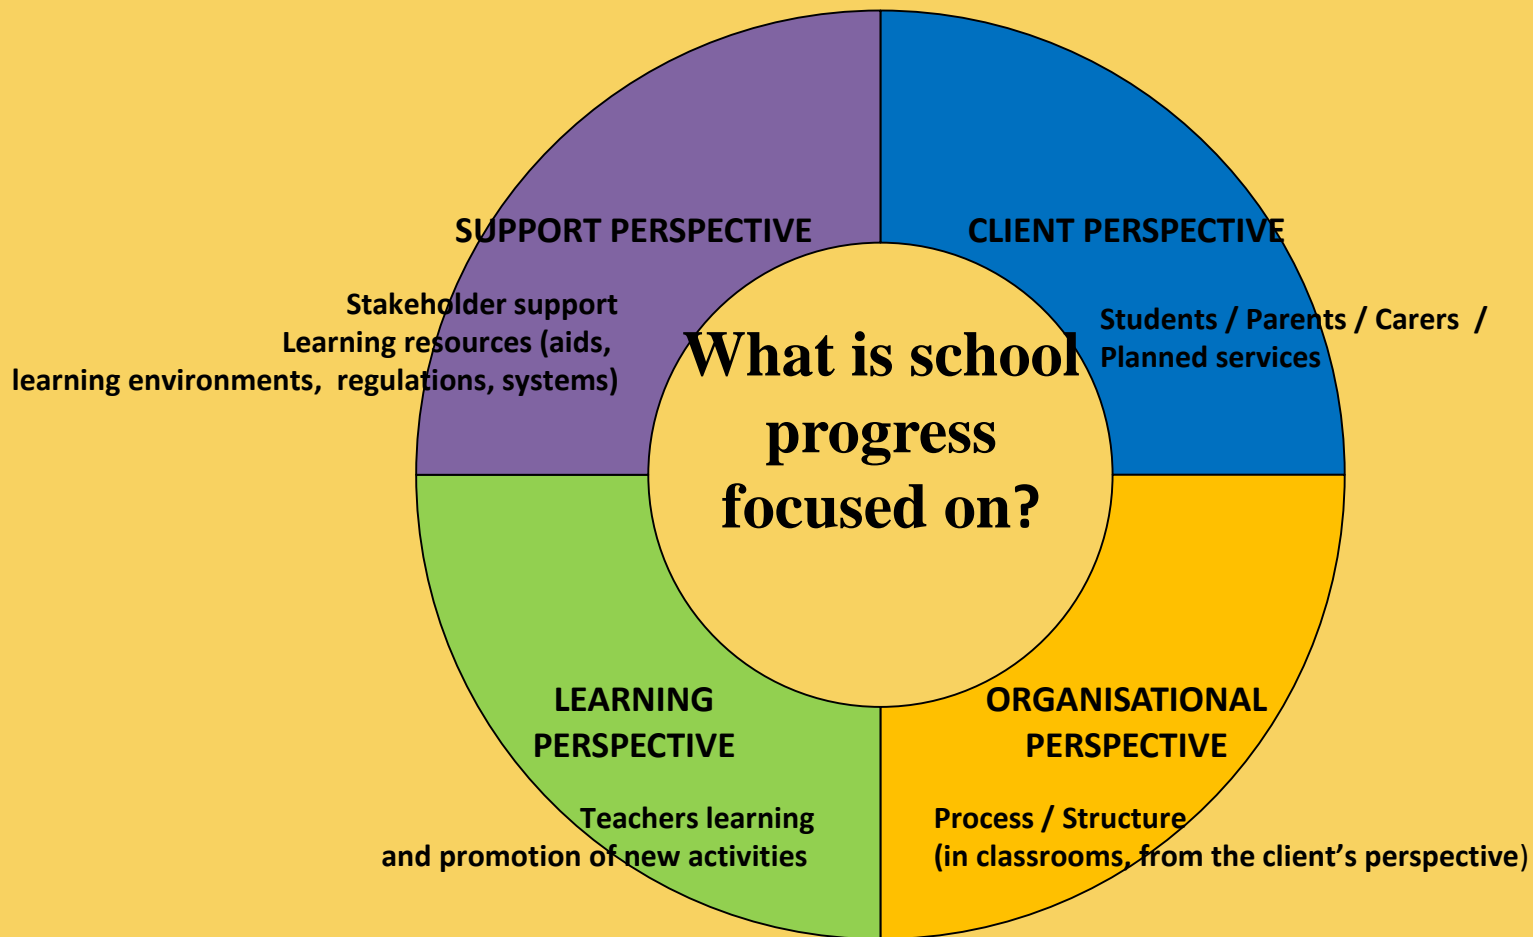 SUPPORT PERSPECTIVE
Stakeholder support
Learning resources (aids,
learning environments, regulations, systems)
CLIENT PERSPECTIVE
Students / Parents / Carers /
Planned services
What is school
progress
focused on?
LEARNING
PERSPECTIVE
Teachers learning
and promotion of new activities
ORGANISATIONAL
PERSPECTIVE
Process / Structure
(in classrooms, from the client’s perspective)